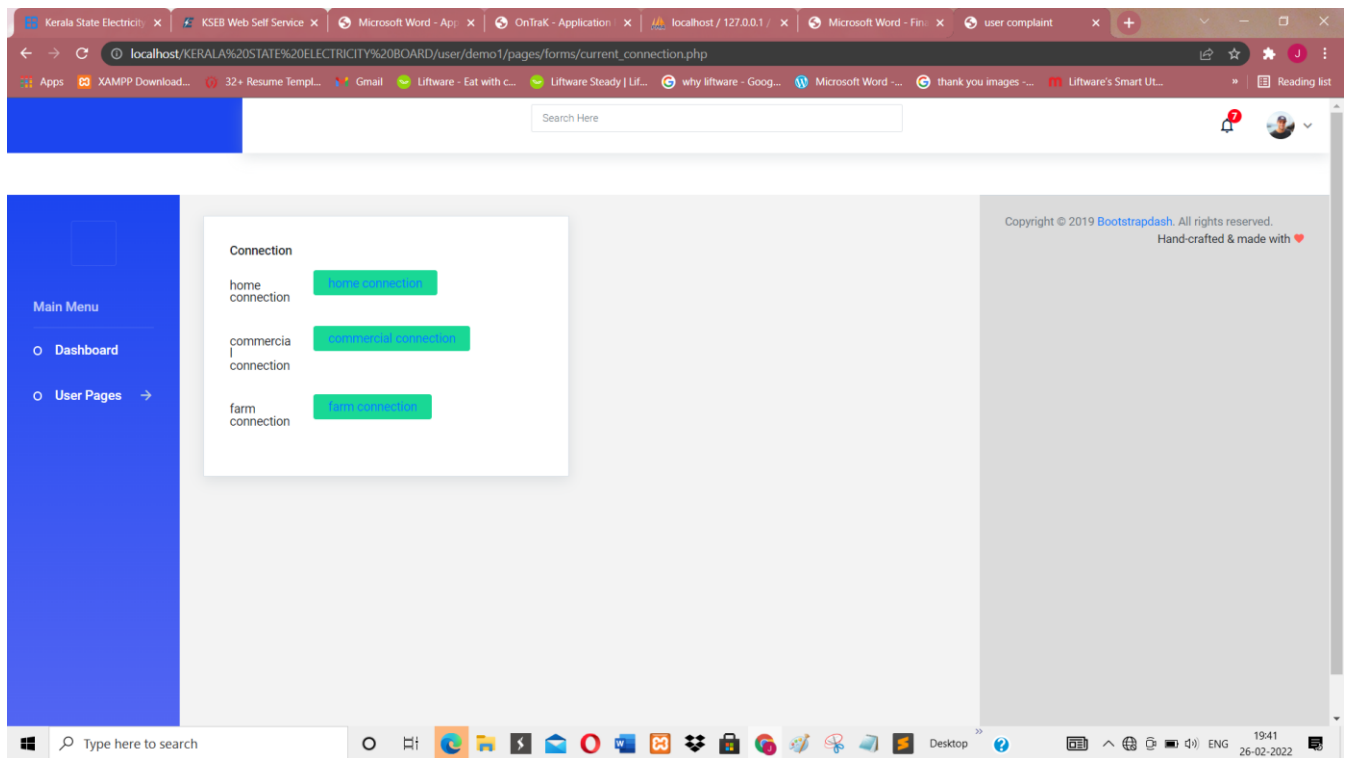 Kerala State Electricity
KSEB Web Self Service
Microsoft Word - App
OnTraK - Application
localhost / 127.0.0.1 /
Microsoft Word - Fina
user complaint
localhost/KERALA%20STATE%20ELECTRICITY%20BOARD/user/demo1/pages/forms/current_connection.php
J
Apps
XAMPP Download...
32+ Resume Templ...
Gmail
Liftware - Eat with c...
Liftware Steady | Lif...
why liftware - Goog...
Microsoft Word -...
thank you images -...
Liftware's Smart Ut...
»
Reading list
Search Here
7
Main Menu
Dashboard
User Pages
Connection
home
connection
home connection
commercia
l
connection
commercial connection
farm
connection
farm connection
Copyright © 2019 Bootstrapdash. All rights reserved.
Hand-crafted & made with
Type here to search
Desktop
»
ENG
19:41
26-02-2022